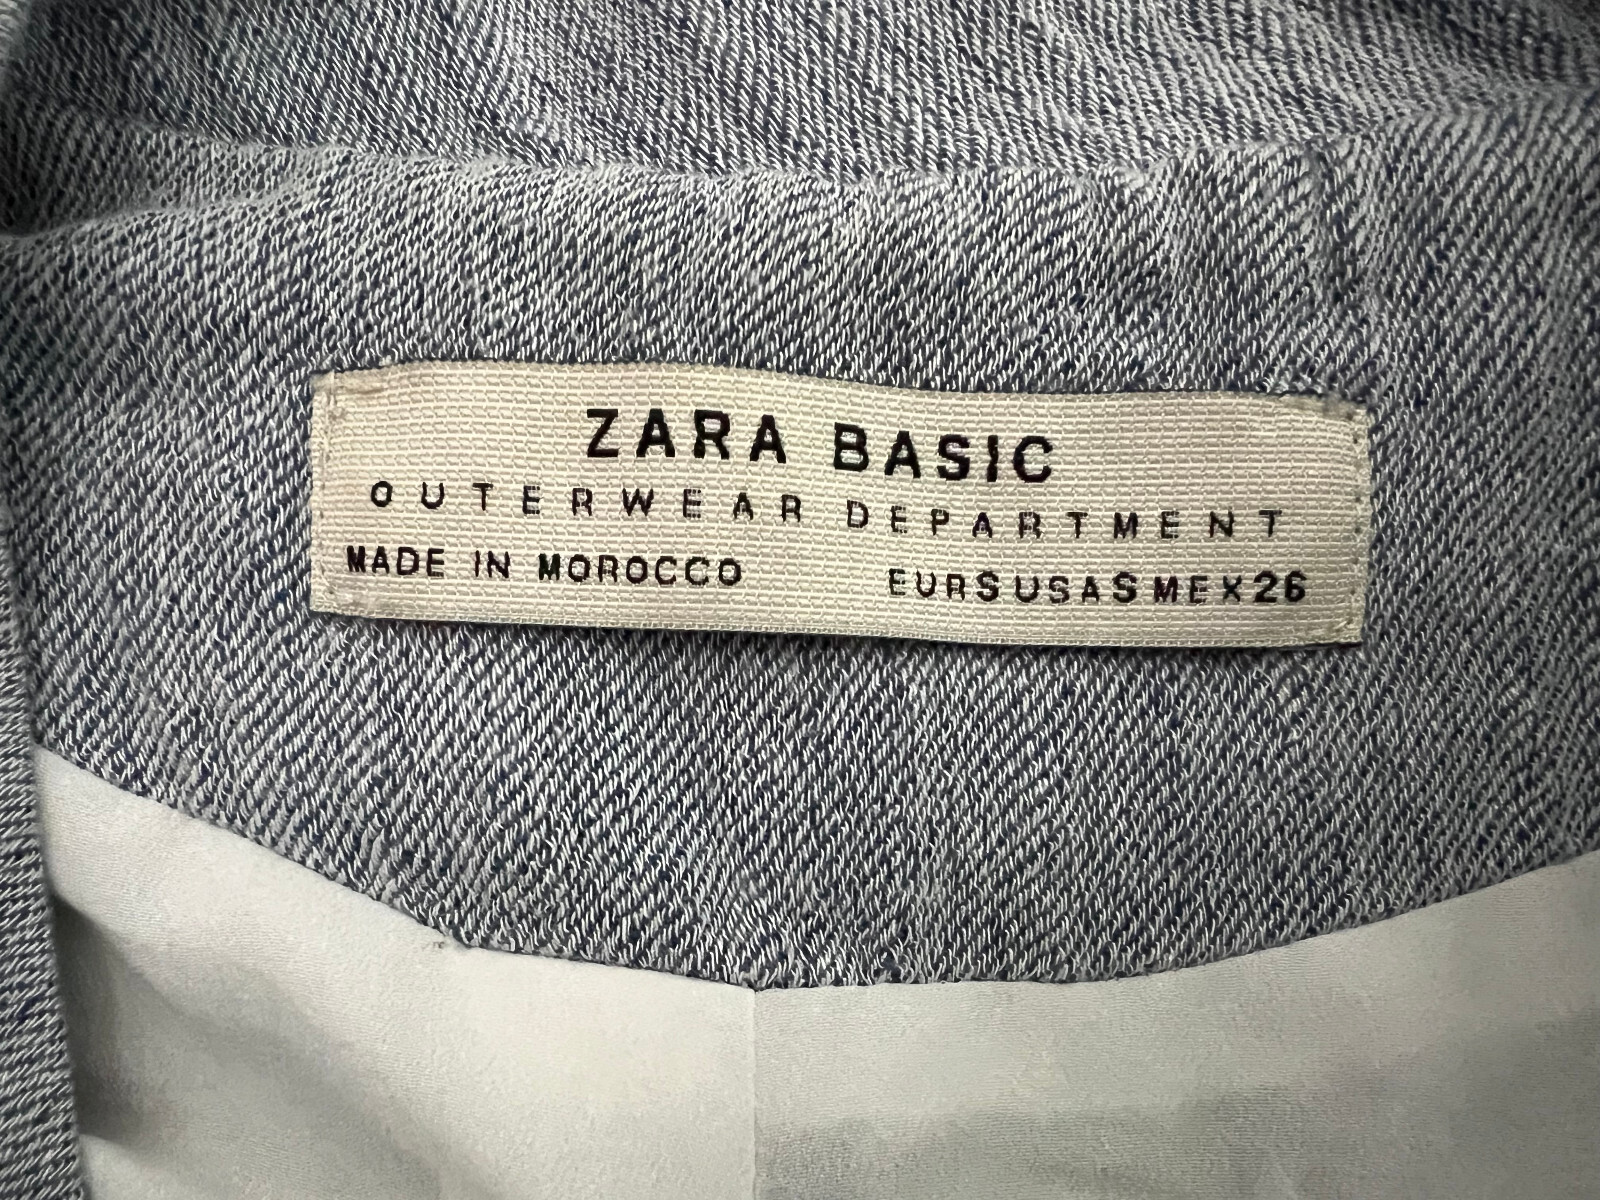 ZARA BASIC
OUTERWEAR DEPARTMENT
MADE IN MOROCCO EUR S USA S MEX 26